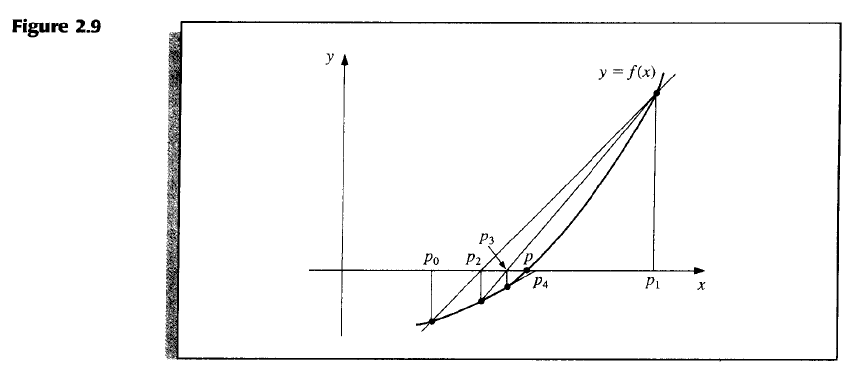 Figure 2.9
y
y = f(x)
p₃
p₀ p₂ p
p₄ p₁ x